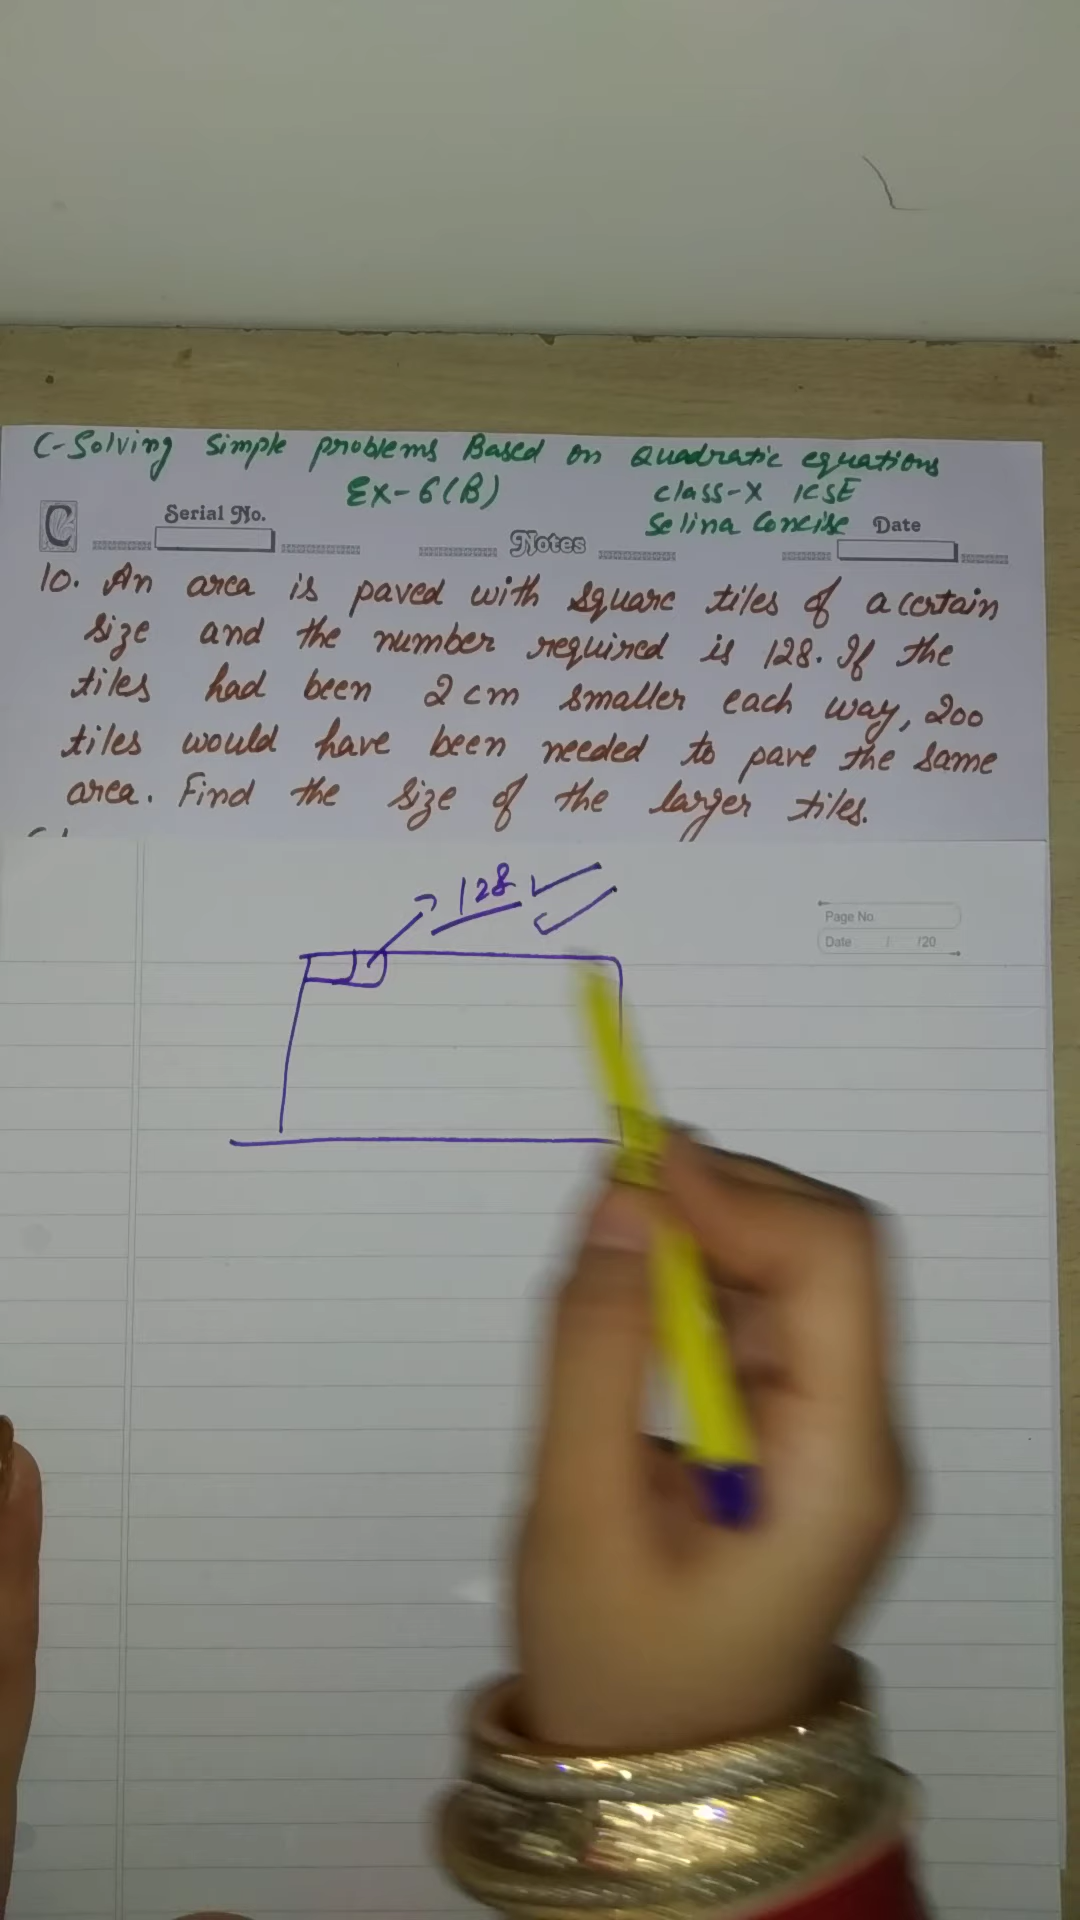 C-Solving Simple problems Based on Quadratic equations
Ex-6(B) Class-X ICSE
Selina Concise
C Serial No. Notes Date
10. An area is paved with square tiles of a certain
size and the number required is 128. If the
tiles had been 2cm smaller each way, 200
tiles would have been needed to pave the same
area. Find the size of the larger tiles.
128
Page No.
Date / /20